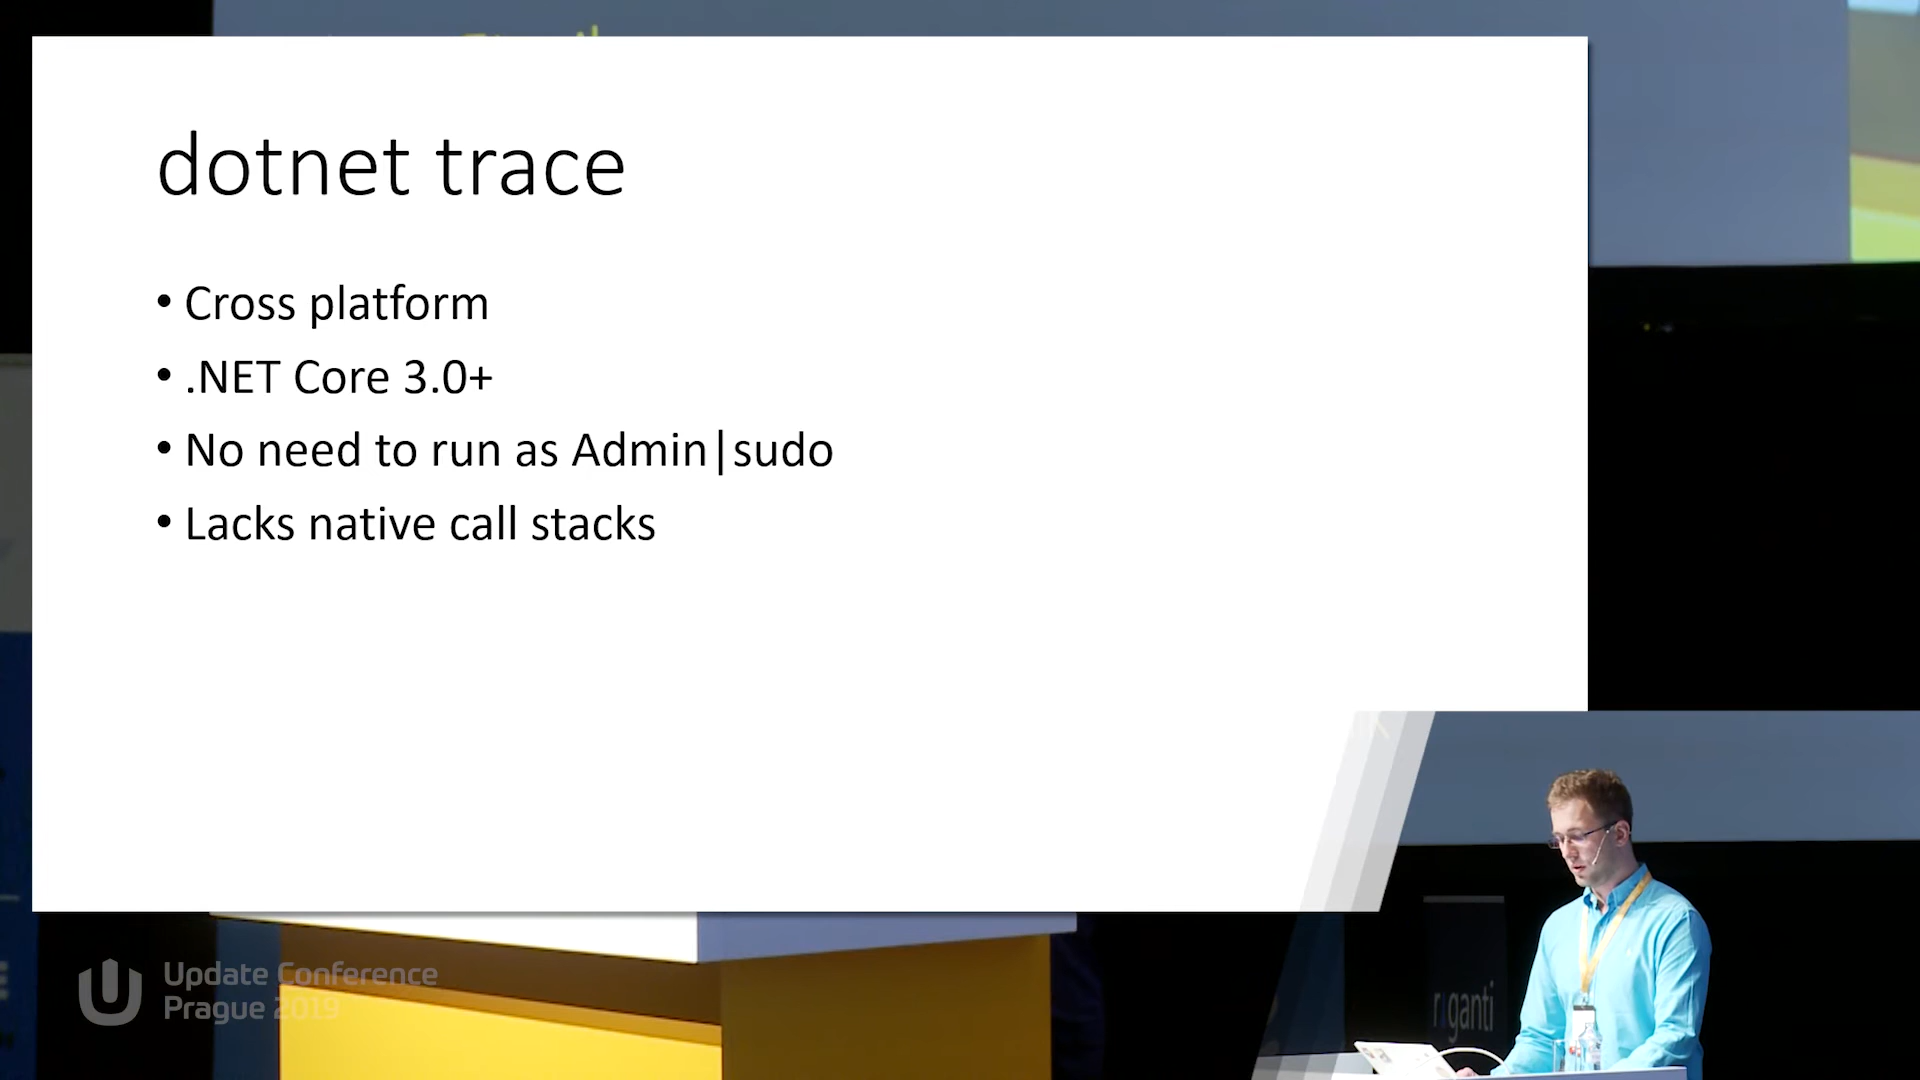 dotnet trace
• Cross platform
• .NET Core 3.0+
• No need to run as Admin|sudo
• Lacks native call stacks
Update Conference
Prague 2019
riganti